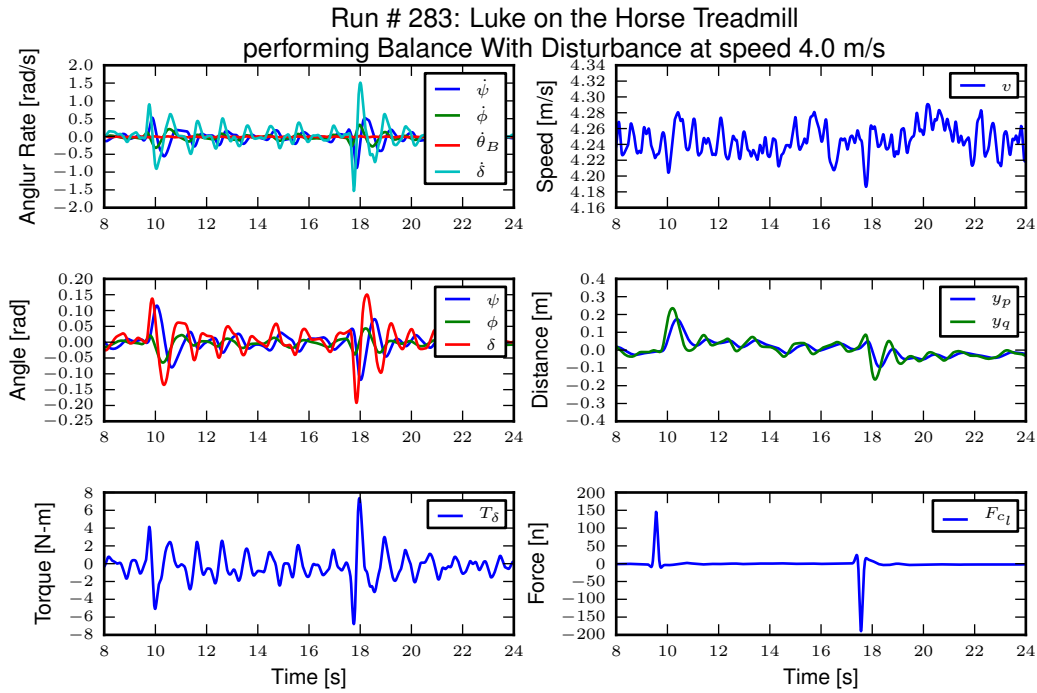 Run # 283: Luke on the Horse Treadmill
performing Balance With Disturbance at speed 4.0 m/s
Anglur Rate [rad/s]
2.0
1.5
1.0
0.5
0.0
−0.5
−1.0
−1.5
−2.0
8 10 12 14 16 18 20 22 24
ψ̇
ϕ̇
θ̇_B
δ̇
Speed [m/s]
4.34
4.32
4.30
4.28
4.26
4.24
4.22
4.20
4.18
4.16
8 10 12 14 16 18 20 22 24
v
Angle [rad]
0.20
0.15
0.10
0.05
0.00
−0.05
−0.10
−0.15
−0.20
−0.25
8 10 12 14 16 18 20 22 24
ψ
ϕ
δ
Distance [m]
0.4
0.3
0.2
0.1
0.0
−0.1
−0.2
−0.3
−0.4
8 10 12 14 16 18 20 22 24
y_p
y_q
Torque [N-m]
8
6
4
2
0
−2
−4
−6
−8
8 10 12 14 16 18 20 22 24
T_δ
Time [s]
Force [n]
200
150
100
50
0
−50
−100
−150
−200
8 10 12 14 16 18 20 22 24
F_{c_l}
Time [s]